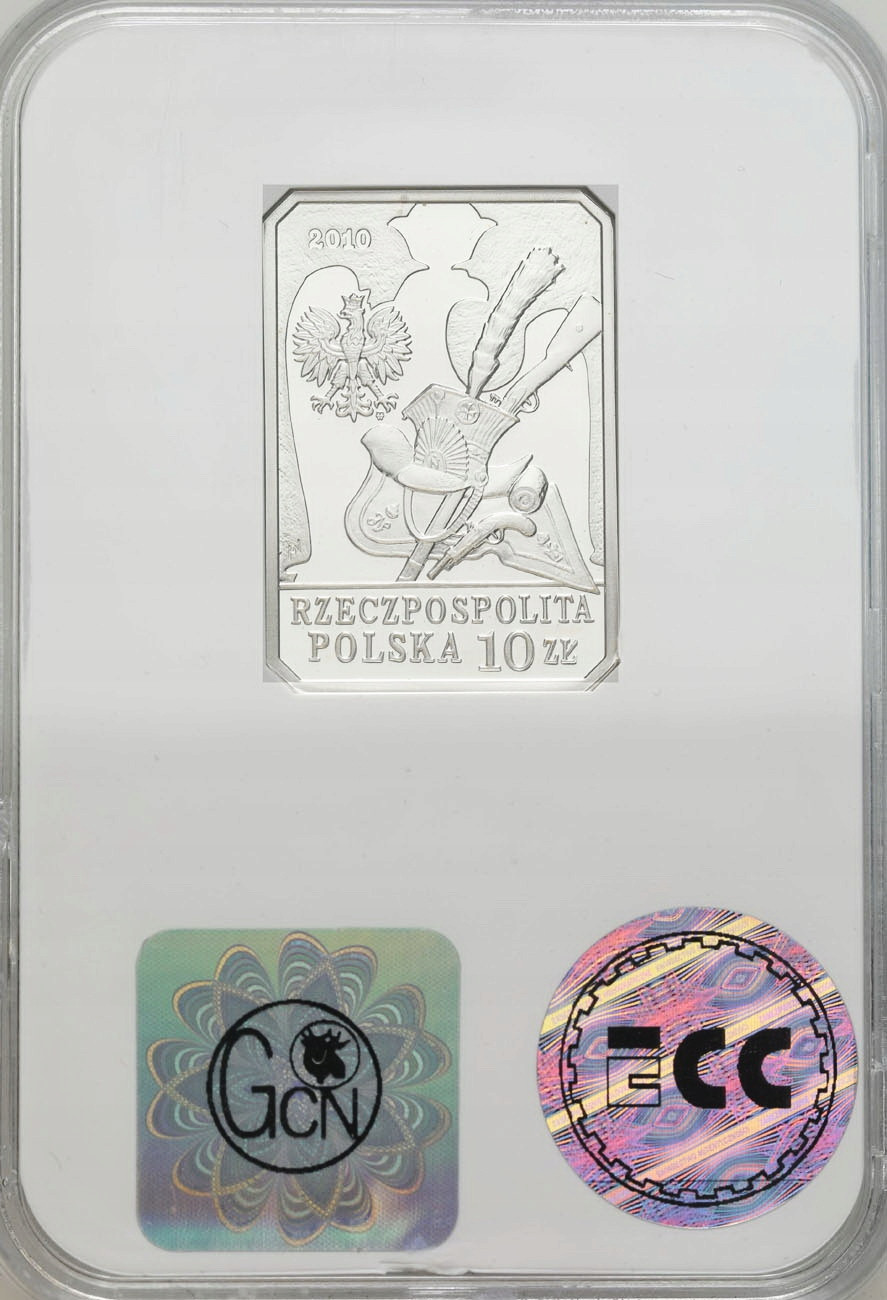 2010
RZECZPOSPOLITA
POLSKA 10 ZŁ
GCN
ECC